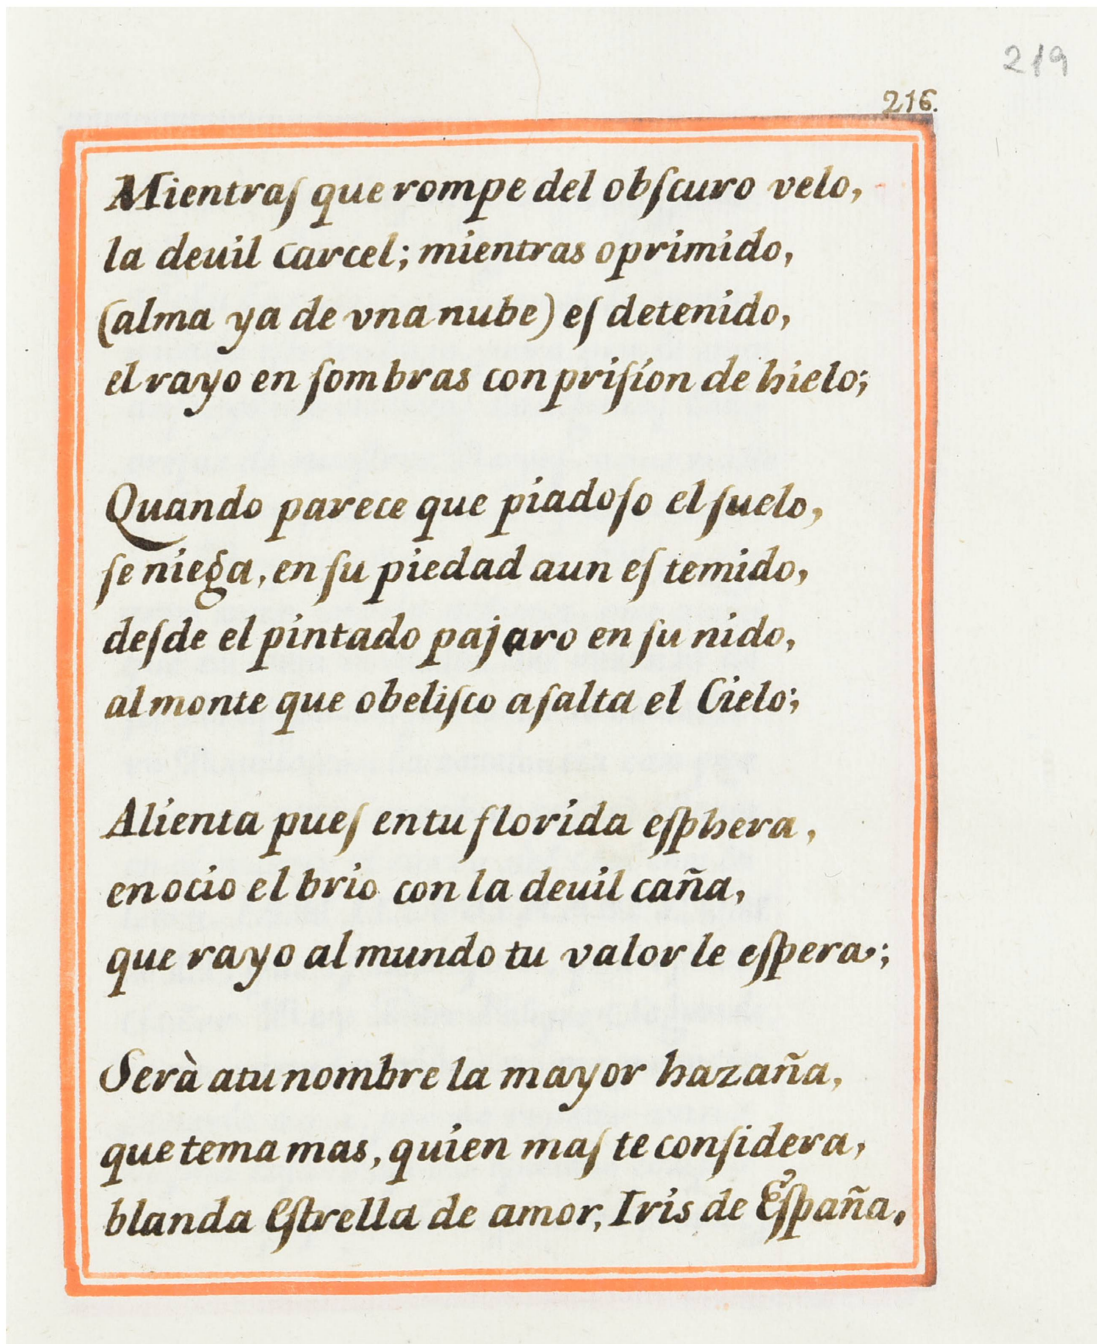 219
216.
Mientraſ que rompe del obſcuro velo,
la deuil carcel; mientras oprimido,
(alma ya de vna nube) eſ detenido,
el rayo en ſombras con priſion de hielo;
Quando parece que piadoſo el ſuelo,
ſe niega, en ſu piedad aun eſ temido,
deſde el pintado pajaro en ſu nido,
al monte que obeliſco aſalta el Cielo;
Alienta pueſ en tu florida eſphera,
en ocio el brio con la deuil caña,
que rayo al mundo tu valor le eſpera;
Serà a tu nombre la mayor hazaña,
que tema mas, quien maſ te conſidera,
blanda Eſtrella de amor, Iris de Eſpaña.